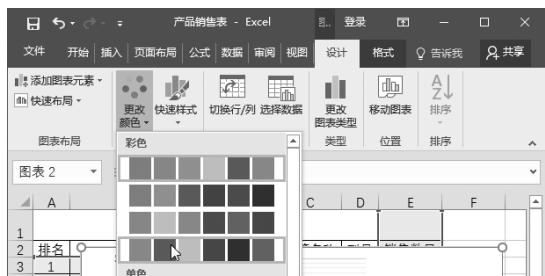 产品销售表 - Excel
图... 登录
文件 开始 插入 页面布局 公式 数据 审阅 视图 设计 格式 告诉我 共享
添加图表元素
快速布局
更改颜色
快速样式
切换行/列
选择数据
更改图表类型
移动图表
排序
图表布局 类型 位置 排序
彩色
图表 2
A C D E F
1
2 排名
3 1
单色